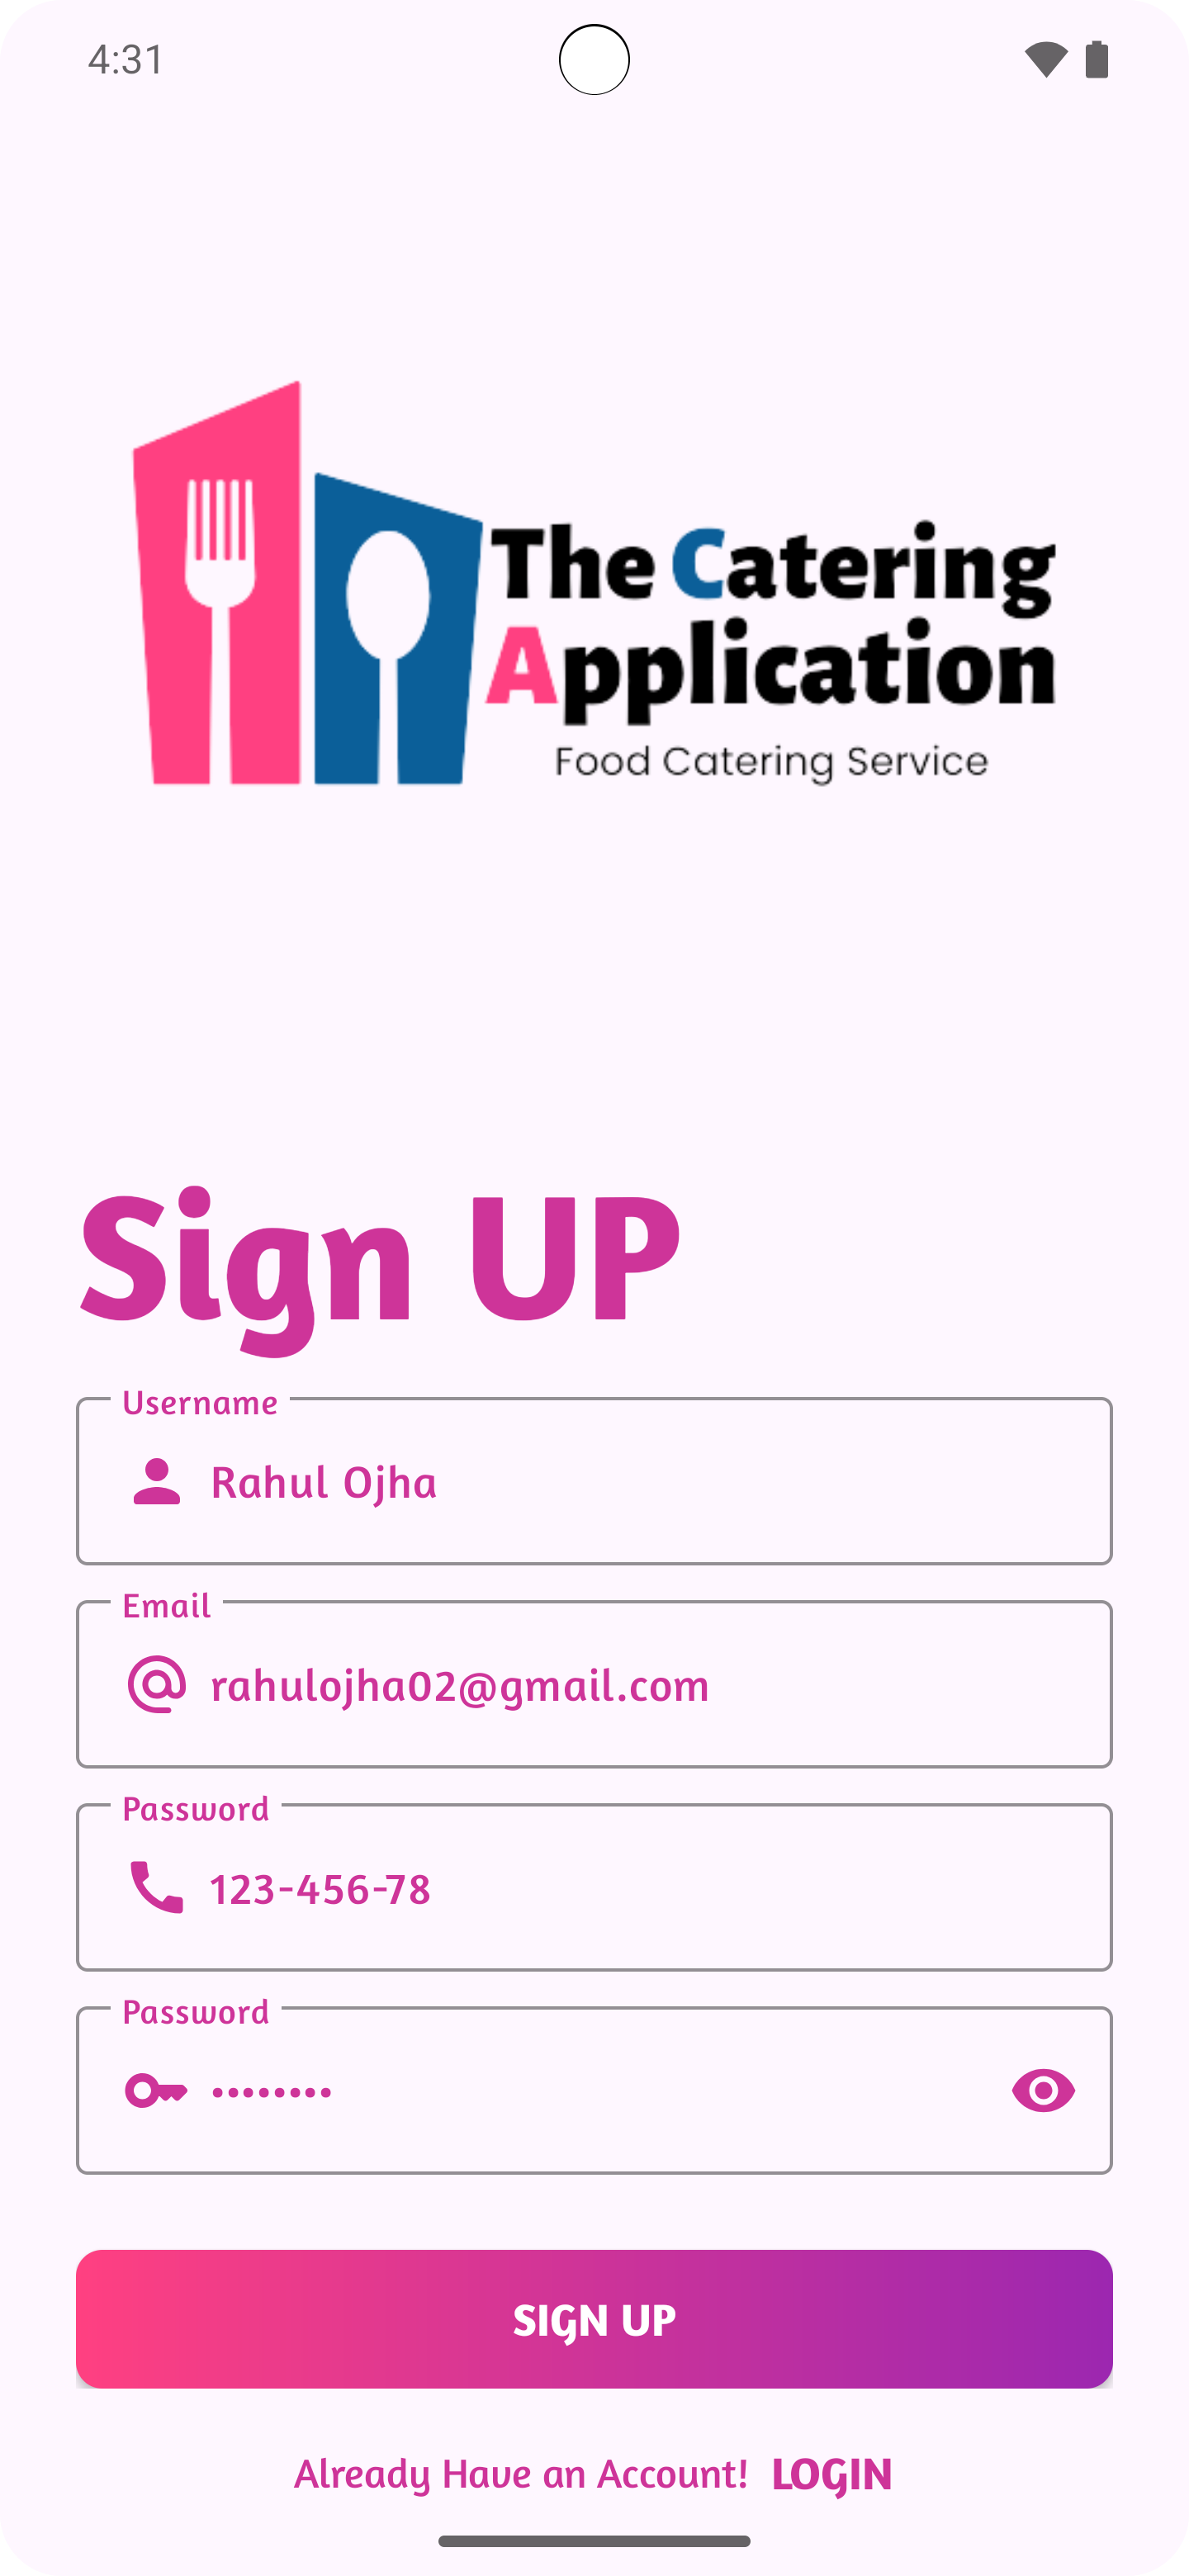 4:31
The Catering
Application
Food Catering Service
Sign UP
Username
Rahul Ojha
Email
rahulojha02@gmail.com
Password
123-456-78
Password
••••••••
SIGN UP
Already Have an Account! LOGIN